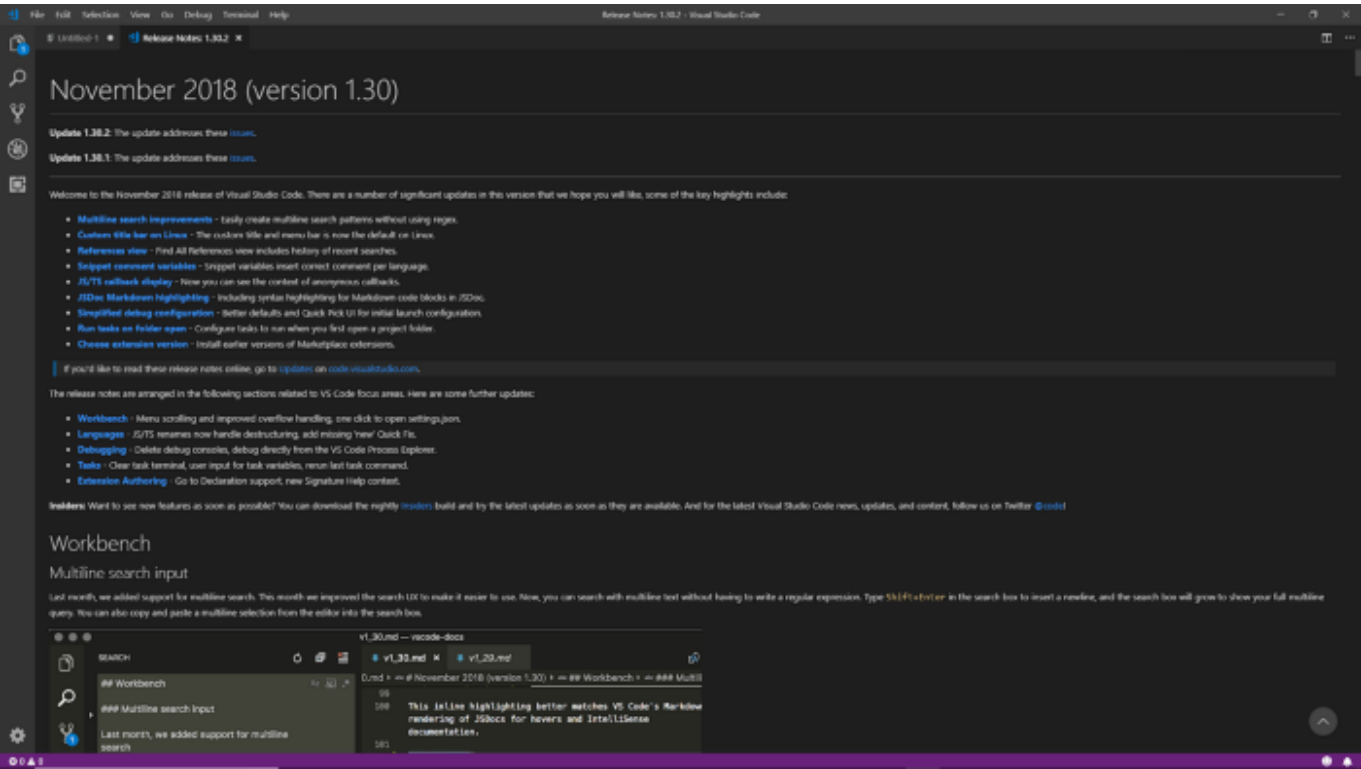 File Edit Selection View Go Debug Terminal Help
Release Notes: 1.30.2 - Visual Studio Code
Untitled-1
Release Notes: 1.30.2
November 2018 (version 1.30)
Update 1.30.2: The update addresses these issues.
Update 1.30.1: The update addresses these issues.
Welcome to the November 2018 release of Visual Studio Code. There are a number of significant updates in this version that we hope you will like, some of the key highlights include:
Multiline search improvements - Easily create multiline search patterns without using regex.
Custom title bar on Linux - The custom title and menu bar is now the default on Linux.
References view - Find All References view includes history of recent searches.
Snippet comment variables - Snippet variables insert correct comment per language.
JS/TS callback display - Now you can see the context of anonymous callbacks.
JSDoc Markdown highlighting - Including syntax highlighting for Markdown code blocks in JSDoc.
Simplified debug configuration - Better defaults and Quick Pick UI for initial launch configuration.
Run tasks on folder open - Configure tasks to run when you first open a project folder.
Choose extension version - Install earlier versions of Marketplace extensions.
If you'd like to read these release notes online, go to Updates on code.visualstudio.com.
The release notes are arranged in the following sections related to VS Code focus areas. Here are some further updates:
Workbench - Menu scrolling and improved overflow handling, one click to open settings.json.
Languages - JS/TS renames now handle destructuring, add missing 'new' Quick Fix.
Debugging - Delete debug consoles, debug directly from the VS Code Process Explorer.
Tasks - Clear task terminal, user input for task variables, rerun last task command.
Extension Authoring - Go to Declaration support, new Signature Help context.
Insiders: Want to see new features as soon as possible? You can download the nightly Insiders build and try the latest updates as soon as they are available. And for the latest Visual Studio Code news, updates, and content, follow us on Twitter @code!
Workbench
Multiline search input
Last month, we added support for multiline search. This month we improved the search UX to make it easier to use. Now, you can search with multiline text without having to write a regular expression. Type Shift+Enter in the search box to insert a newline, and the search box will grow to show your full multiline
query. You can also copy and paste a multiline selection from the editor into the search box.
v1_30.md — vscode-docs
SEARCH
v1_30.md
v1_29.md
0.md # November 2018 (version 1.30) ## Workbench ### Multili
## Workbench
### Multiline search input
Last month, we added support for multiline
search
99
100 This inline highlighting better matches VS Code's Markdow
rendering of JSDocs for hovers and IntelliSense
documentation.
101
0 0